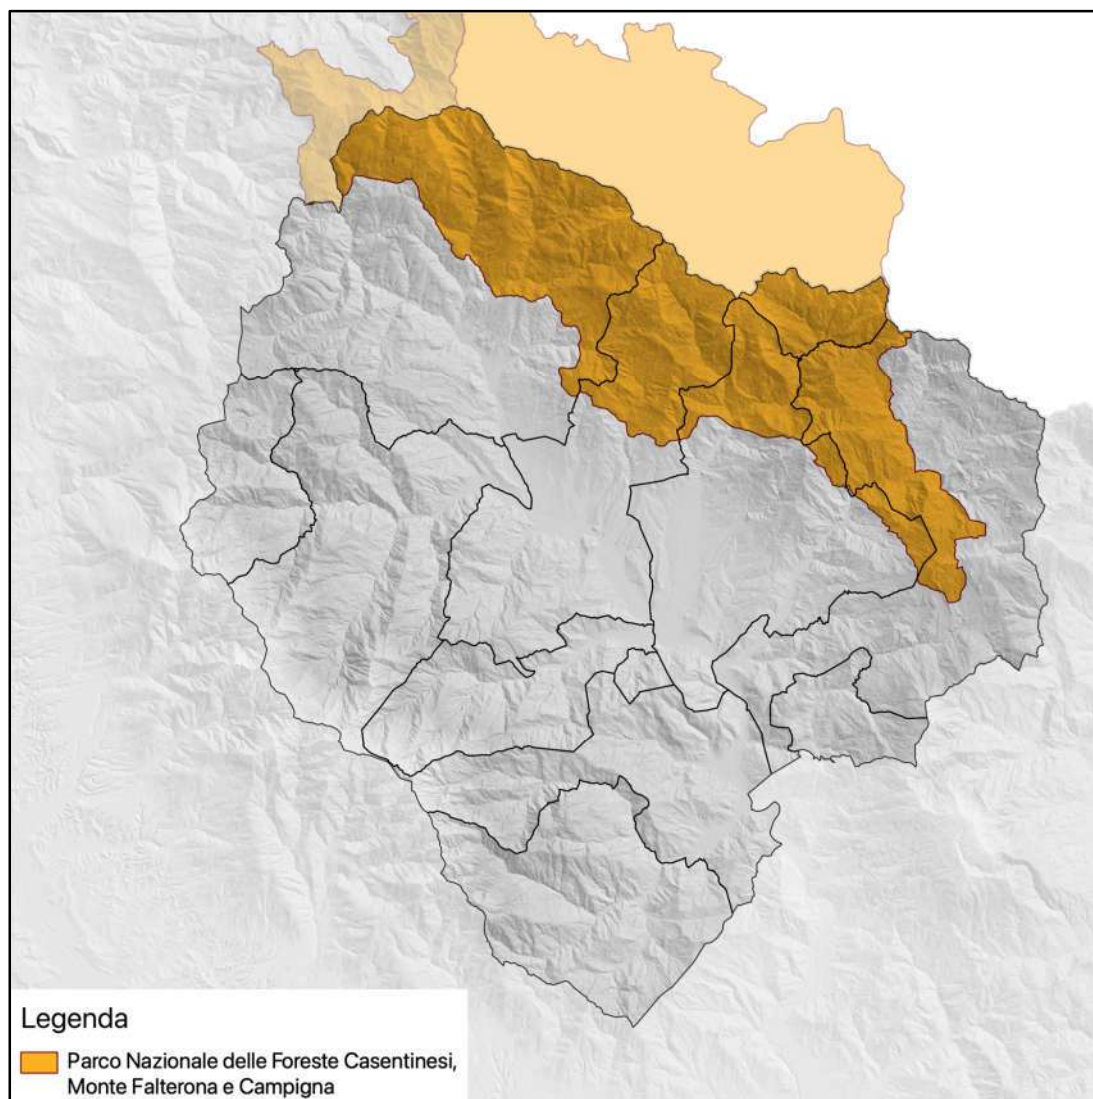 Legenda
Parco Nazionale delle Foreste Casentinesi,
Monte Falterona e Campigna